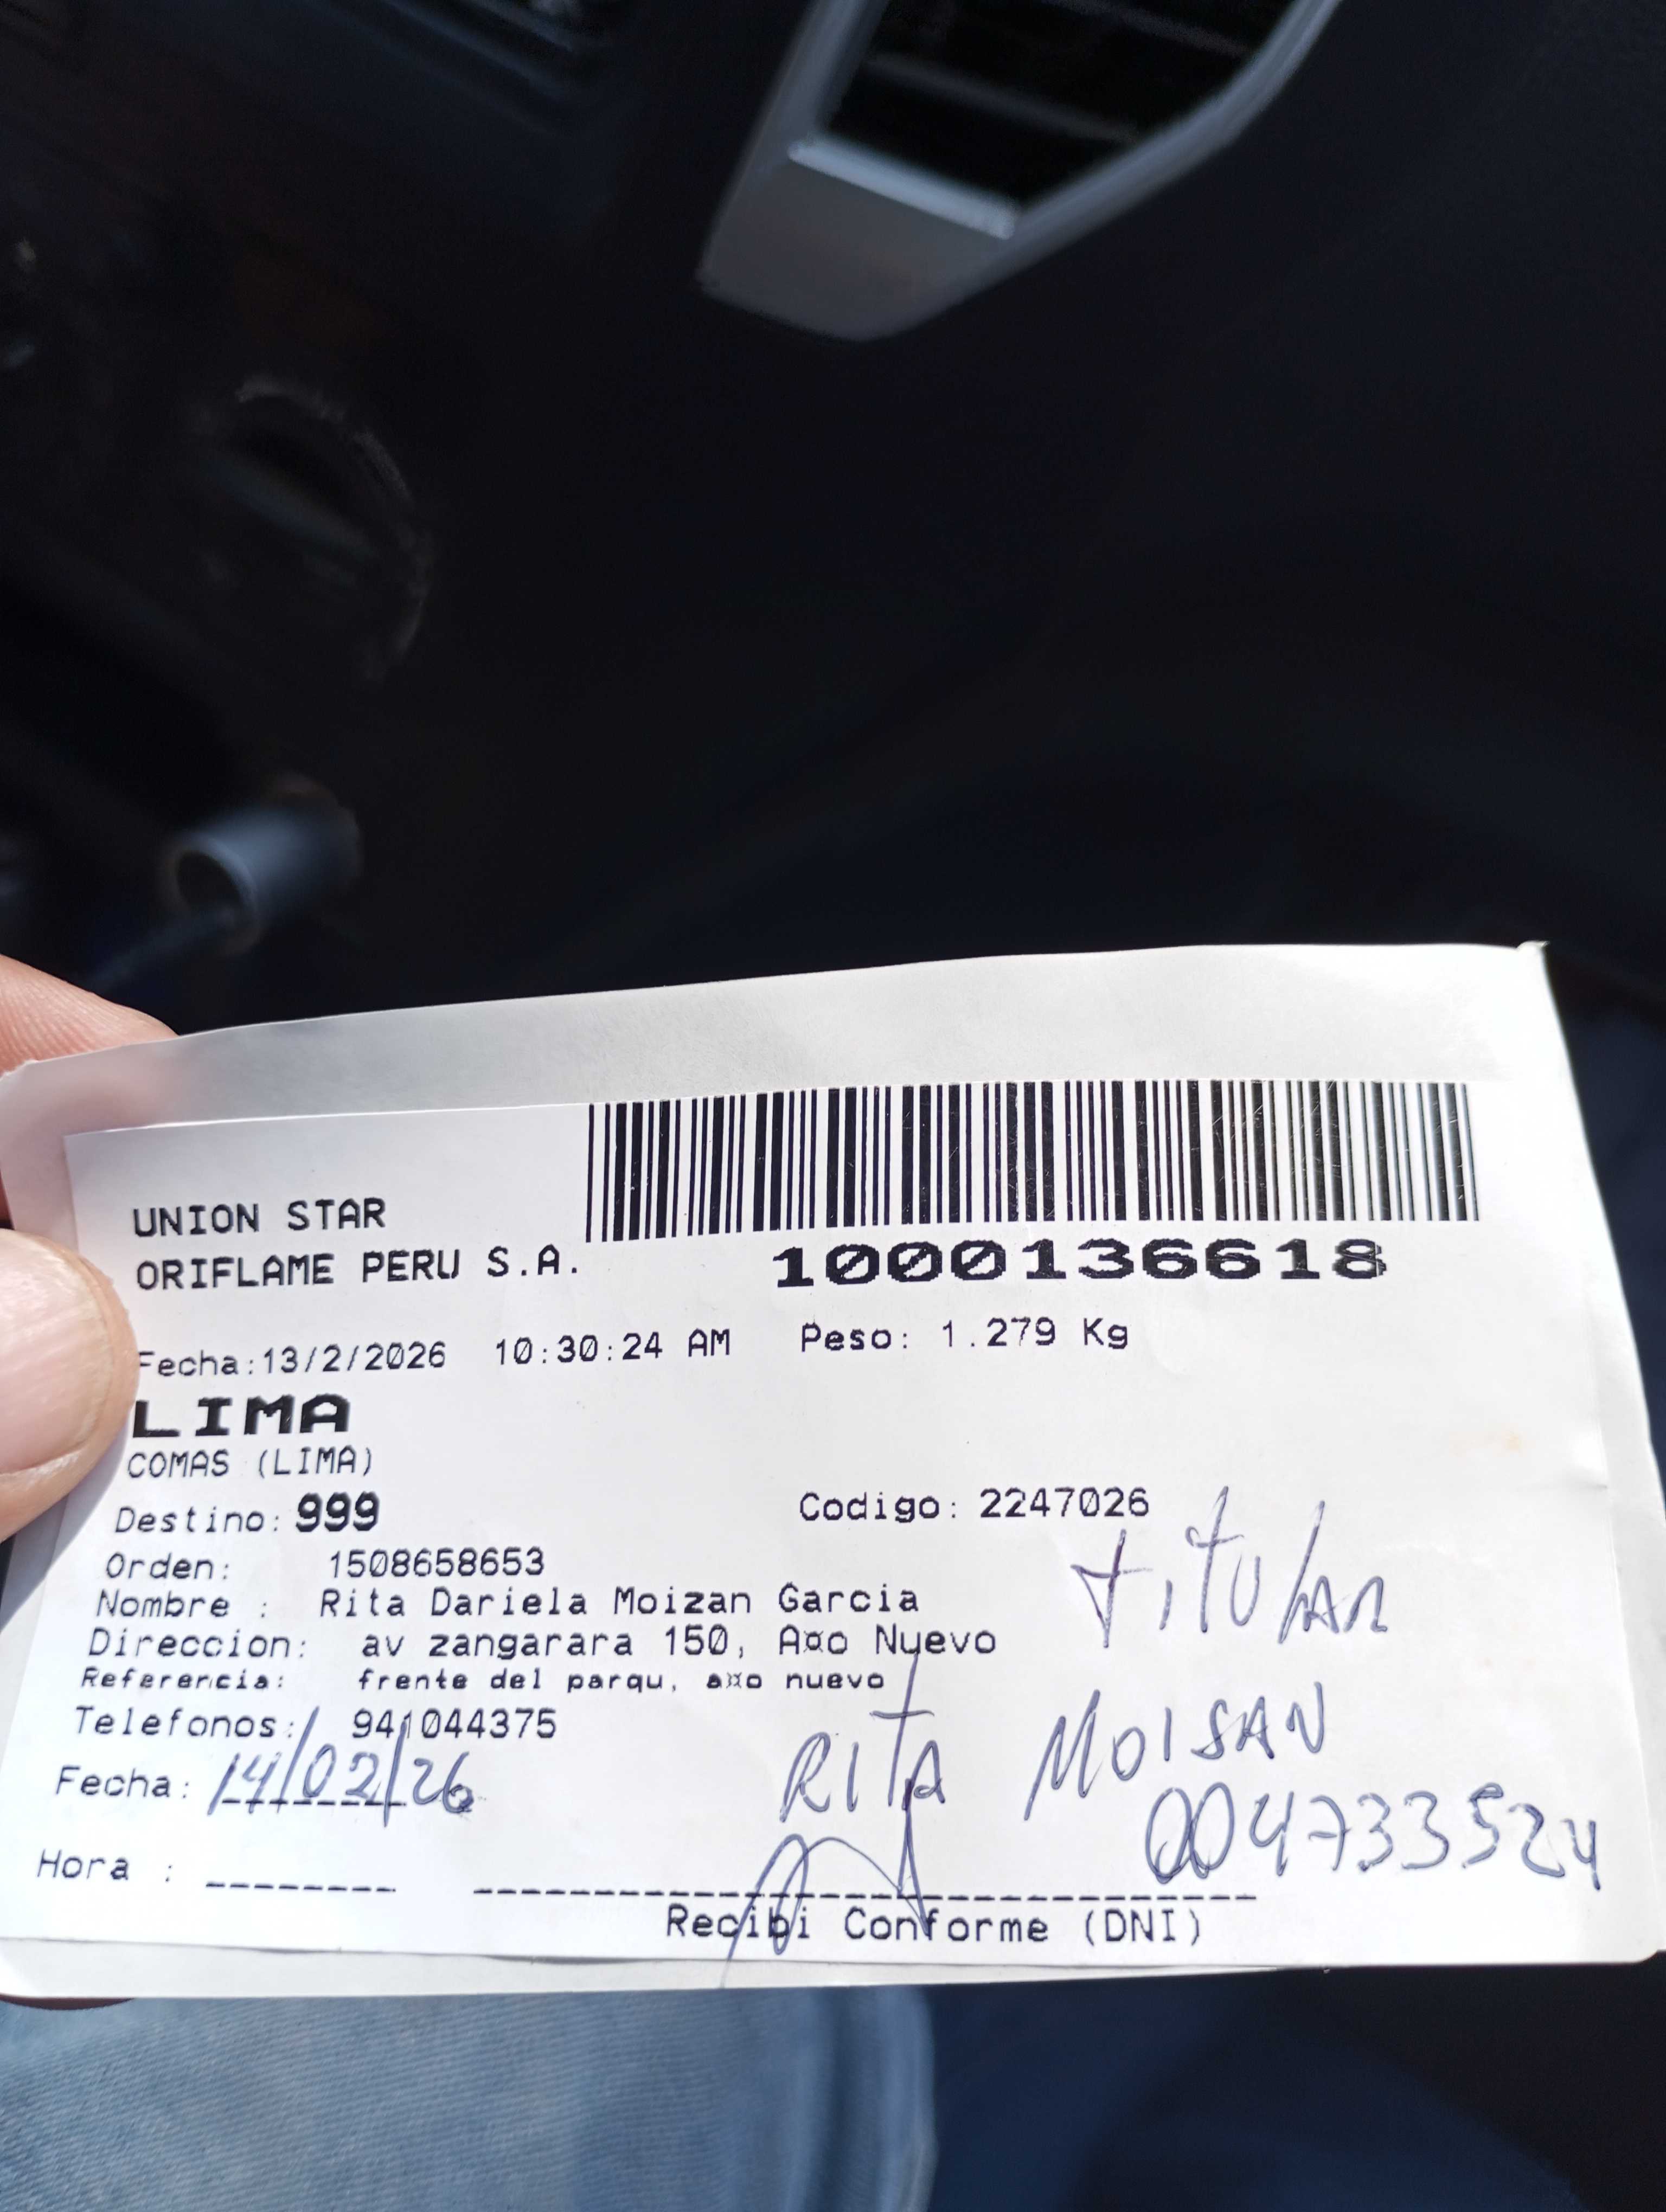 UNION STAR
ORIFLAME PERU S.A.
1000136618
Fecha:13/2/2026 10:30:24 AM Peso: 1.279 Kg
LIMA
COMAS (LIMA)
Destino: 999 Codigo: 2247026
titular
Orden: 1508658653
Nombre : Rita Dariela Moizan Garcia
Direccion: av zangarara 150, A¤o Nuevo
Referencia: frente del parqu, a¤o nuevo
Telefonos: 941044375
RITA MOISAN
Fecha: 14/02/26
004733524
Hora : --------
Recibi Conforme (DNI)